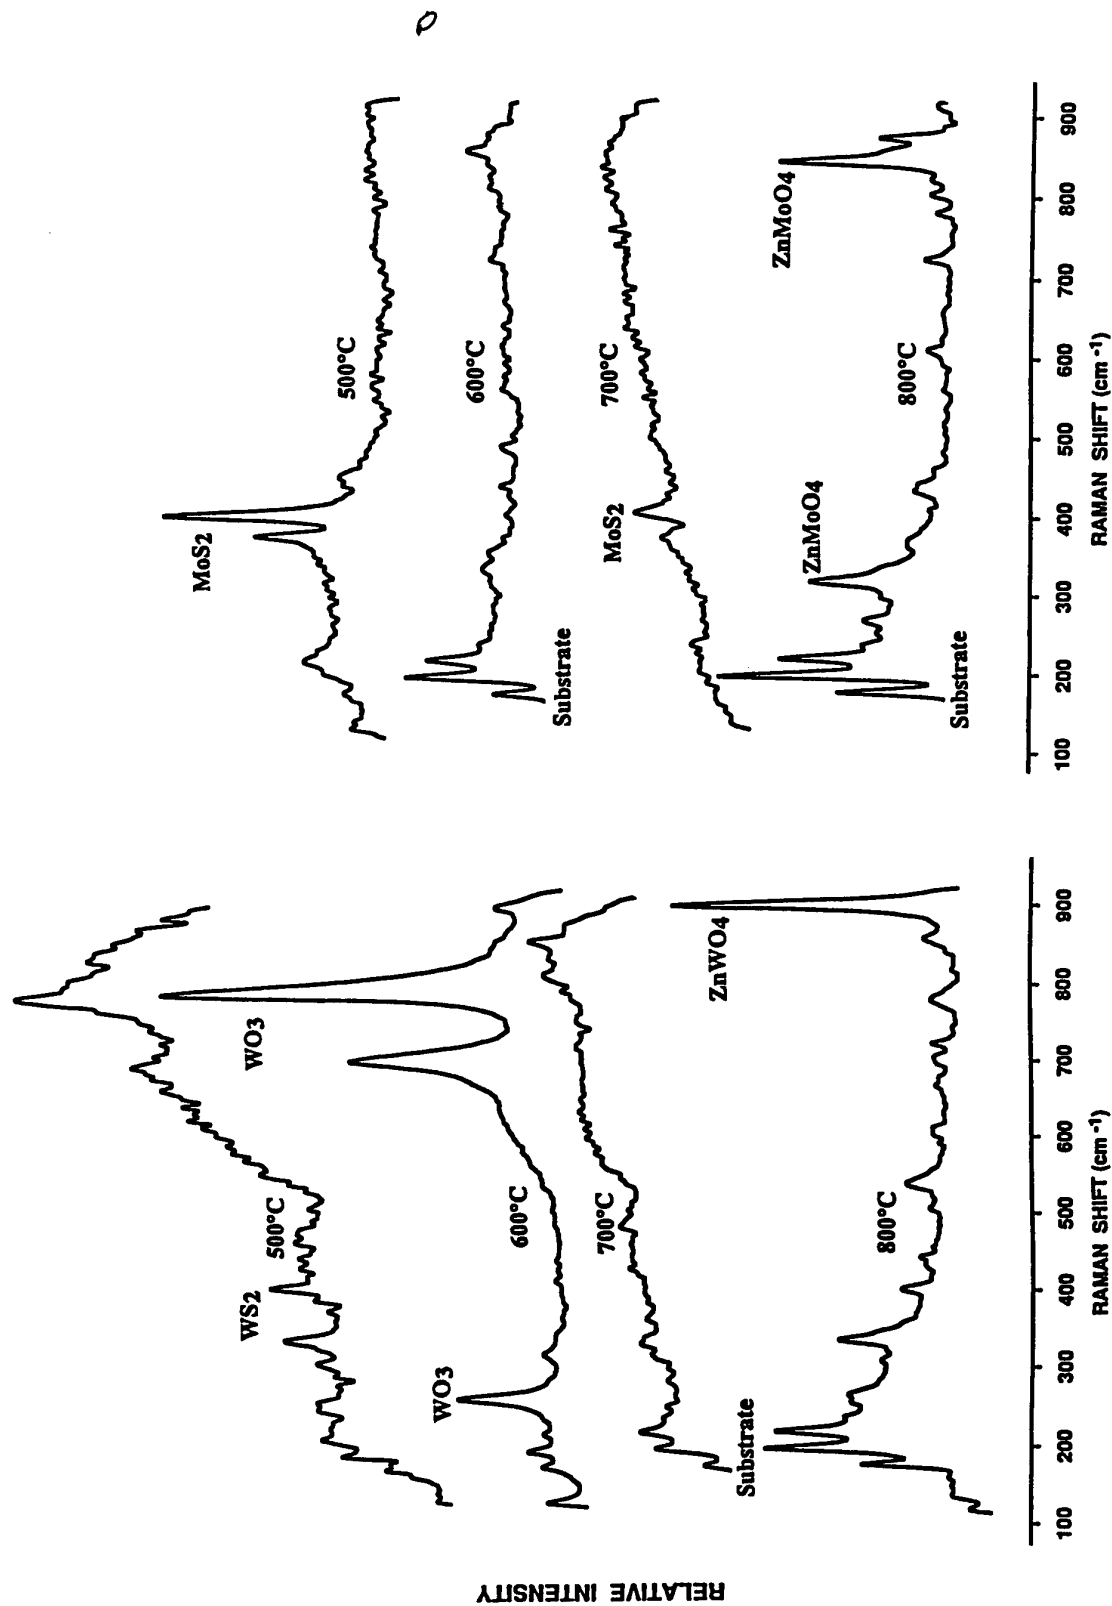 RELATIVE INTENSITY
WS2
500°C
WO3
WO3
600°C
700°C
Substrate
ZnWO4
800°C
100 200 300 400 500 600 700 800 900
RAMAN SHIFT (cm -1)
MoS2
500°C
600°C
Substrate
MoS2
700°C
ZnMoO4
ZnMoO4
800°C
Substrate
100 200 300 400 500 600 700 800 900
RAMAN SHIFT (cm -1)